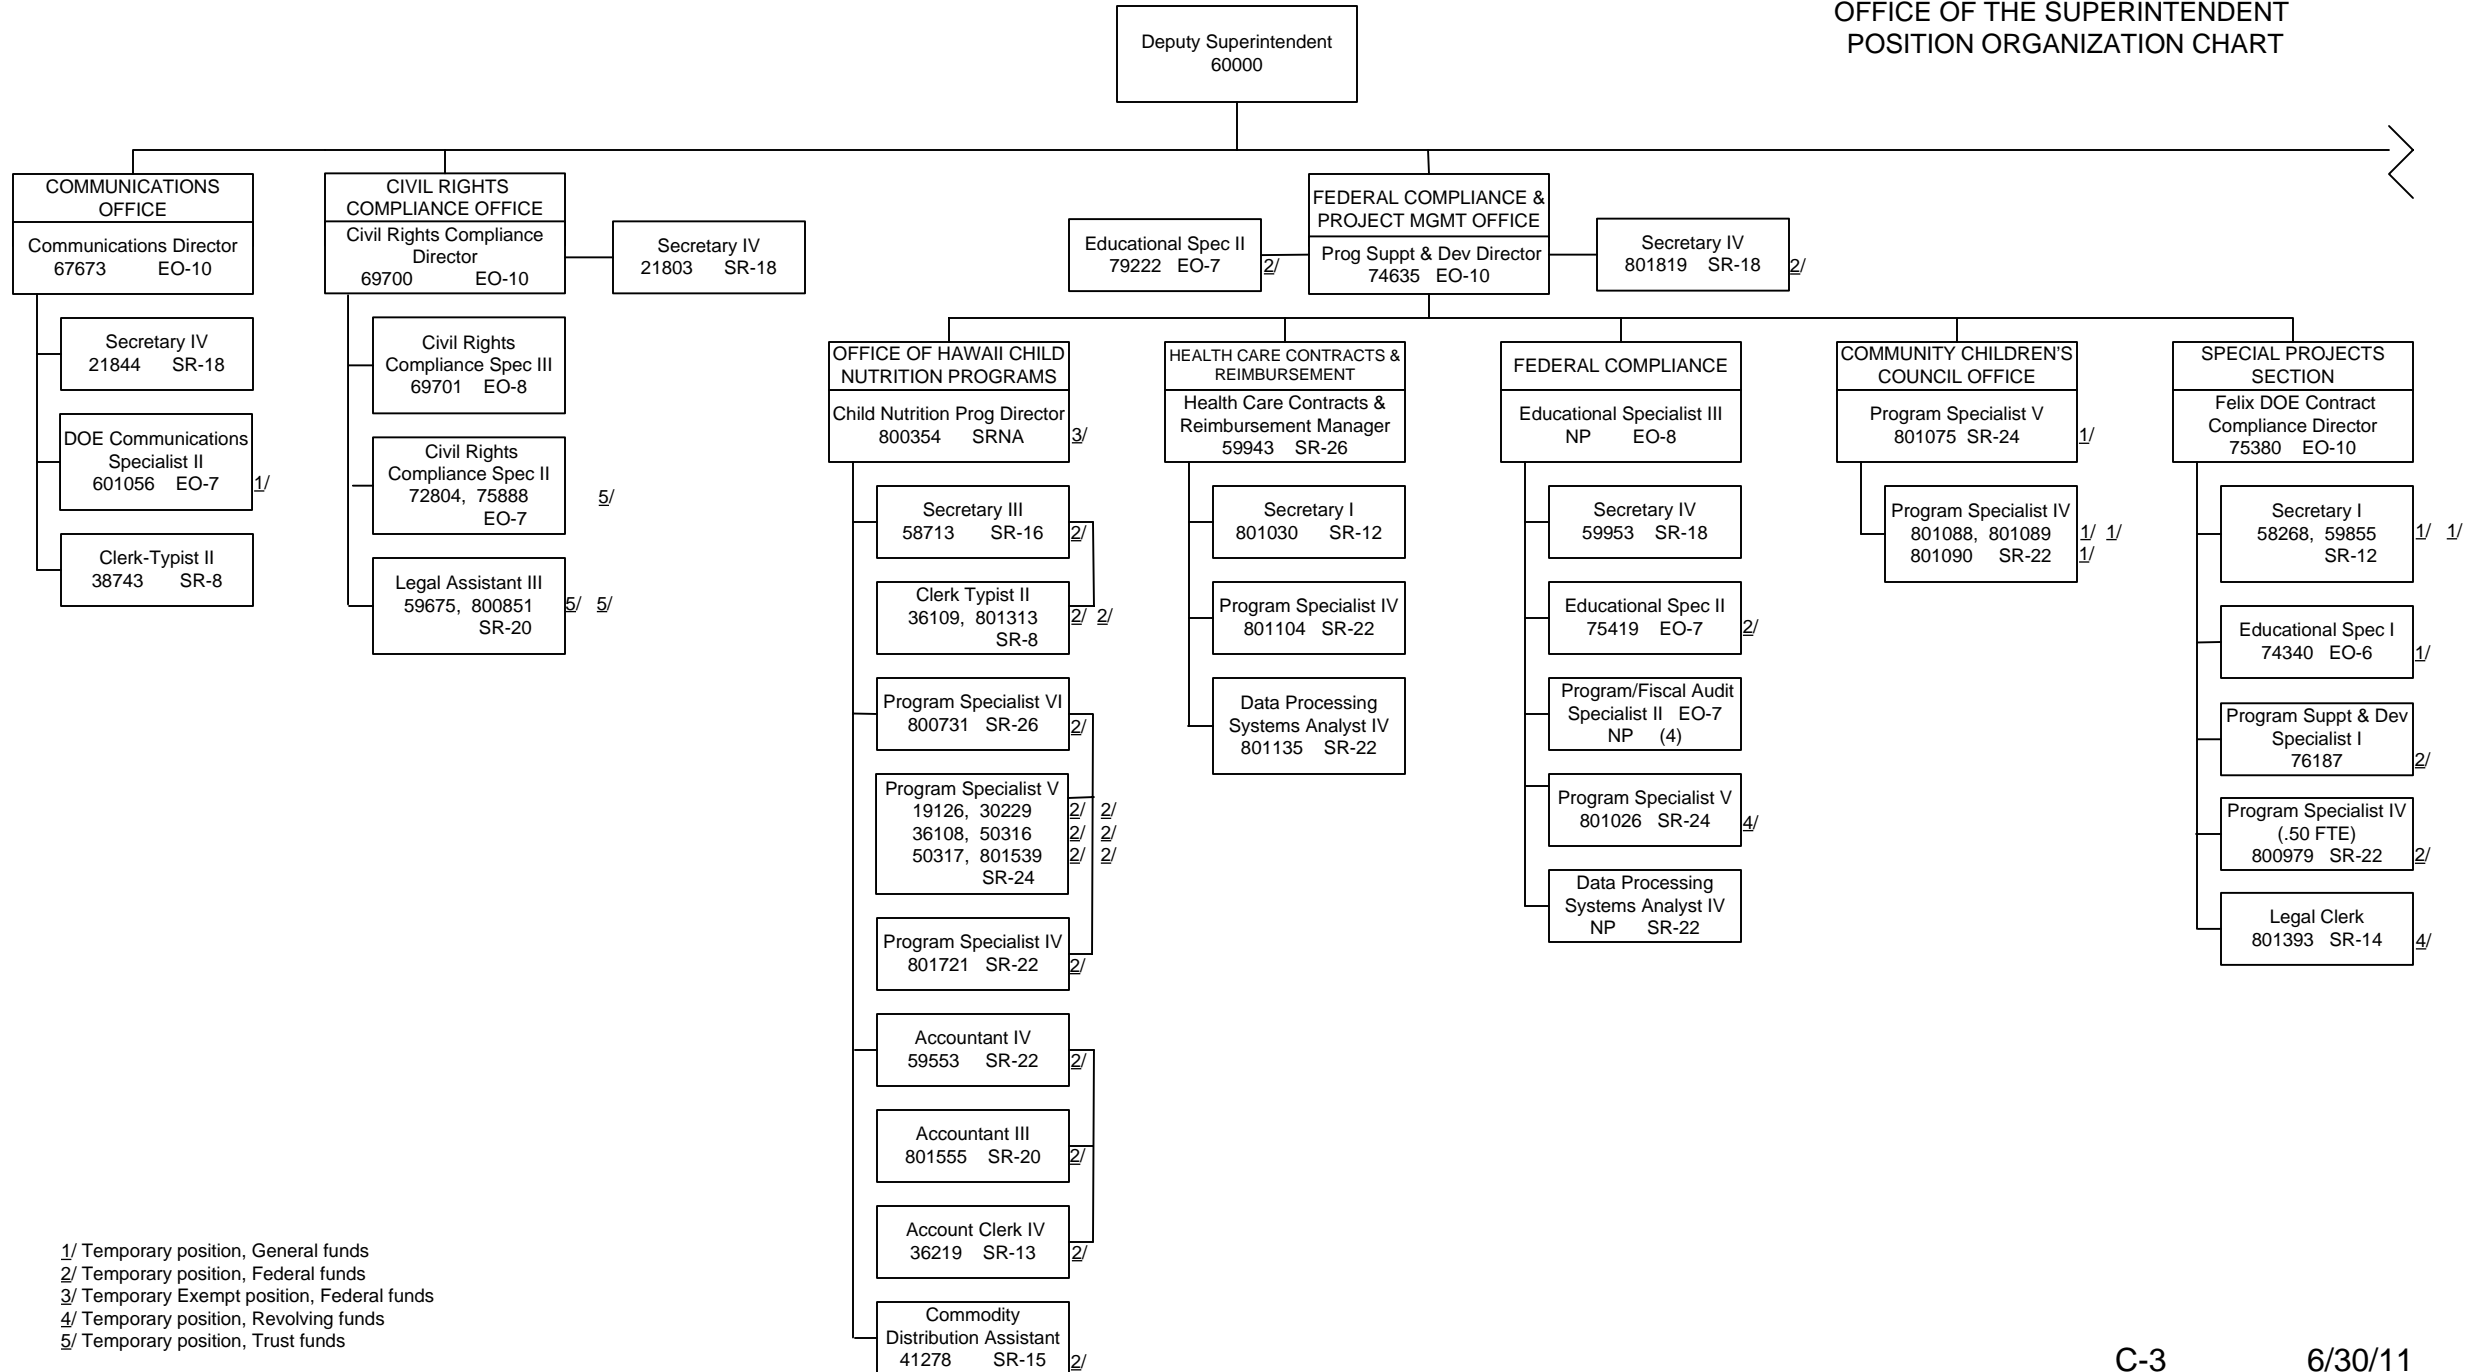 OFFICE OF THE SUPERINTENDENT
POSITION ORGANIZATION CHART
Deputy Superintendent
60000
COMMUNICATIONS
OFFICE
Communications Director
67673 EO-10
Secretary IV
21844 SR-18
DOE Communications
Specialist II
601056 EO-7 1/
Clerk-Typist II
38743 SR-8
CIVIL RIGHTS
COMPLIANCE OFFICE
Civil Rights Compliance
Director
69700 EO-10
Secretary IV
21803 SR-18
Civil Rights
Compliance Spec III
69701 EO-8
Civil Rights
Compliance Spec II
72804, 75888 5/
EO-7
Legal Assistant III
59675, 800851 5/ 5/
SR-20
FEDERAL COMPLIANCE &
PROJECT MGMT OFFICE
Prog Suppt & Dev Director
74635 EO-10
Educational Spec II
79222 EO-7 2/
Secretary IV
801819 SR-18 2/
OFFICE OF HAWAII CHILD
NUTRITION PROGRAMS
Child Nutrition Prog Director
800354 SRNA 3/
Secretary III
58713 SR-16 2/
Clerk Typist II
36109, 801313 2/ 2/
SR-8
Program Specialist VI
800731 SR-26 2/
Program Specialist V
19126, 30229 2/ 2/
36108, 50316 2/ 2/
50317, 801539 2/ 2/
SR-24
Program Specialist IV
801721 SR-22 2/
Accountant IV
59553 SR-22 2/
Accountant III
801555 SR-20 2/
Account Clerk IV
36219 SR-13 2/
Commodity
Distribution Assistant
41278 SR-15 2/
HEALTH CARE CONTRACTS &
REIMBURSEMENT
Health Care Contracts &
Reimbursement Manager
59943 SR-26
Secretary I
801030 SR-12
Program Specialist IV
801104 SR-22
Data Processing
Systems Analyst IV
801135 SR-22
FEDERAL COMPLIANCE
Educational Specialist III
NP EO-8
Secretary IV
59953 SR-18
Educational Spec II
75419 EO-7 2/
Program/Fiscal Audit
Specialist II EO-7
NP (4)
Program Specialist V
801026 SR-24 4/
Data Processing
Systems Analyst IV
NP SR-22
COMMUNITY CHILDREN'S
COUNCIL OFFICE
Program Specialist V
801075 SR-24 1/
Program Specialist IV
801088, 801089 1/ 1/
801090 SR-22 1/
SPECIAL PROJECTS
SECTION
Felix DOE Contract
Compliance Director
75380 EO-10
Secretary I
58268, 59855 1/ 1/
SR-12
Educational Spec I
74340 EO-6 1/
Program Suppt & Dev
Specialist I
76187 2/
Program Specialist IV
(.50 FTE)
800979 SR-22 2/
Legal Clerk
801393 SR-14 4/
1/ Temporary position, General funds
2/ Temporary position, Federal funds
3/ Temporary Exempt position, Federal funds
4/ Temporary position, Revolving funds
5/ Temporary position, Trust funds
C-3 6/30/11